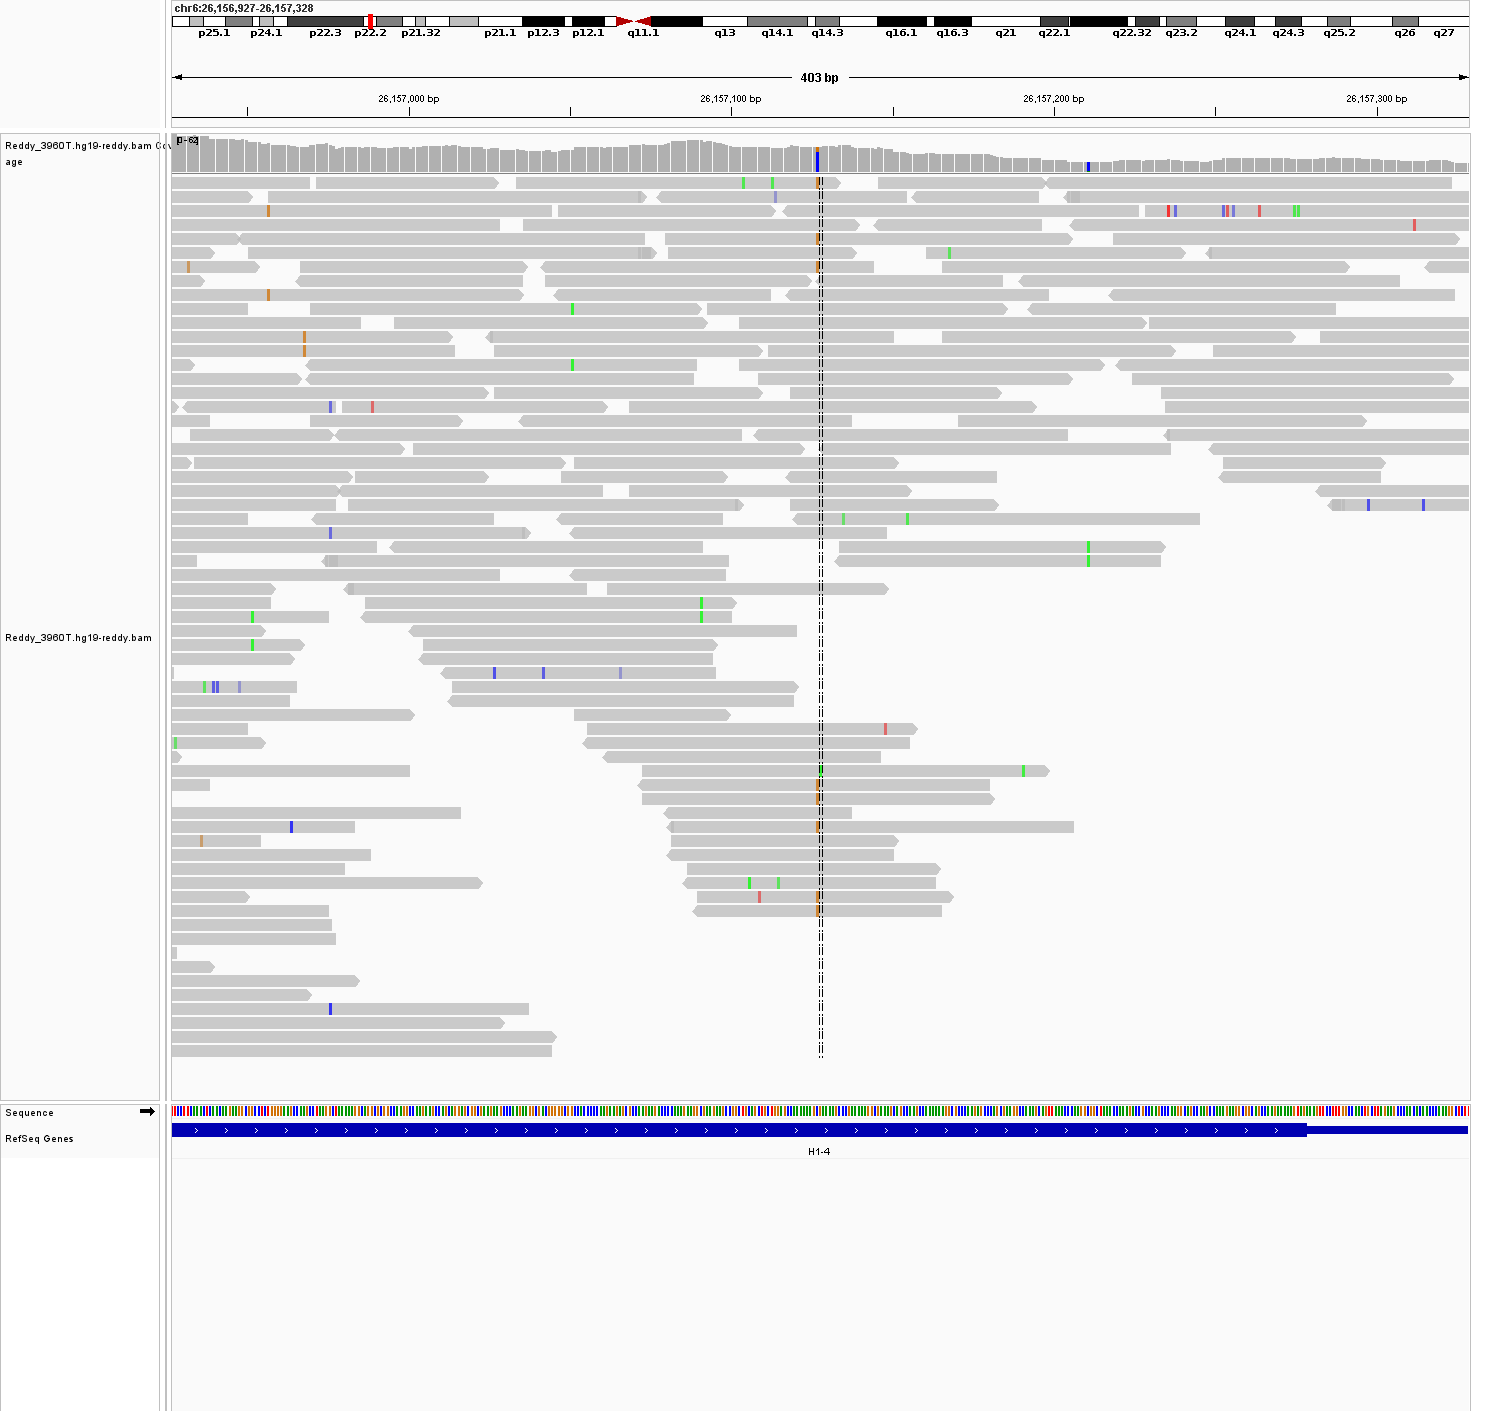 chr6:26,156,927-26,157,328
p25.1 p24.1 p22.3 p22.2 p21.32 p21.1 p12.3 p12.1 q11.1 q13 q14.1 q14.3 q16.1 q16.3 q21 q22.1 q22.32 q23.2 q24.1 q24.3 q25.2 q26 q27
403 bp
26,157,000 bp 26,157,100 bp 26,157,200 bp 26,157,300 bp
Reddy_3960T.hg19-reddy.bam Cov
age
[0-62]
Reddy_3960T.hg19-reddy.bam
Sequence
RefSeq Genes
H1-4